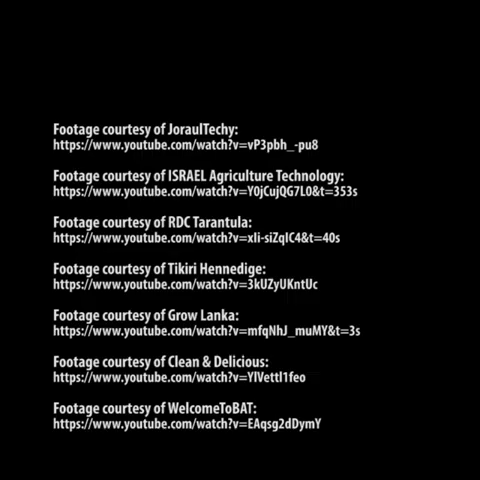 Footage courtesy of JoraulTechy:
https://www.youtube.com/watch?v=vP3pbh_-pu8
Footage courtesy of ISRAEL Agriculture Technology:
https://www.youtube.com/watch?v=Y0jCujQG7L0&t=353s
Footage courtesy of RDC Tarantula:
https://www.youtube.com/watch?v=xIi-siZqIC4&t=40s
Footage courtesy of Tikiri Hennedige:
https://www.youtube.com/watch?v=3kUZyUKntUc
Footage courtesy of Grow Lanka:
https://www.youtube.com/watch?v=mfqNhJ_muMY&t=3s
Footage courtesy of Clean & Delicious:
https://www.youtube.com/watch?v=YlVettl1feo
Footage courtesy of WelcomeToBAT:
https://www.youtube.com/watch?v=EAqsg2dDymY